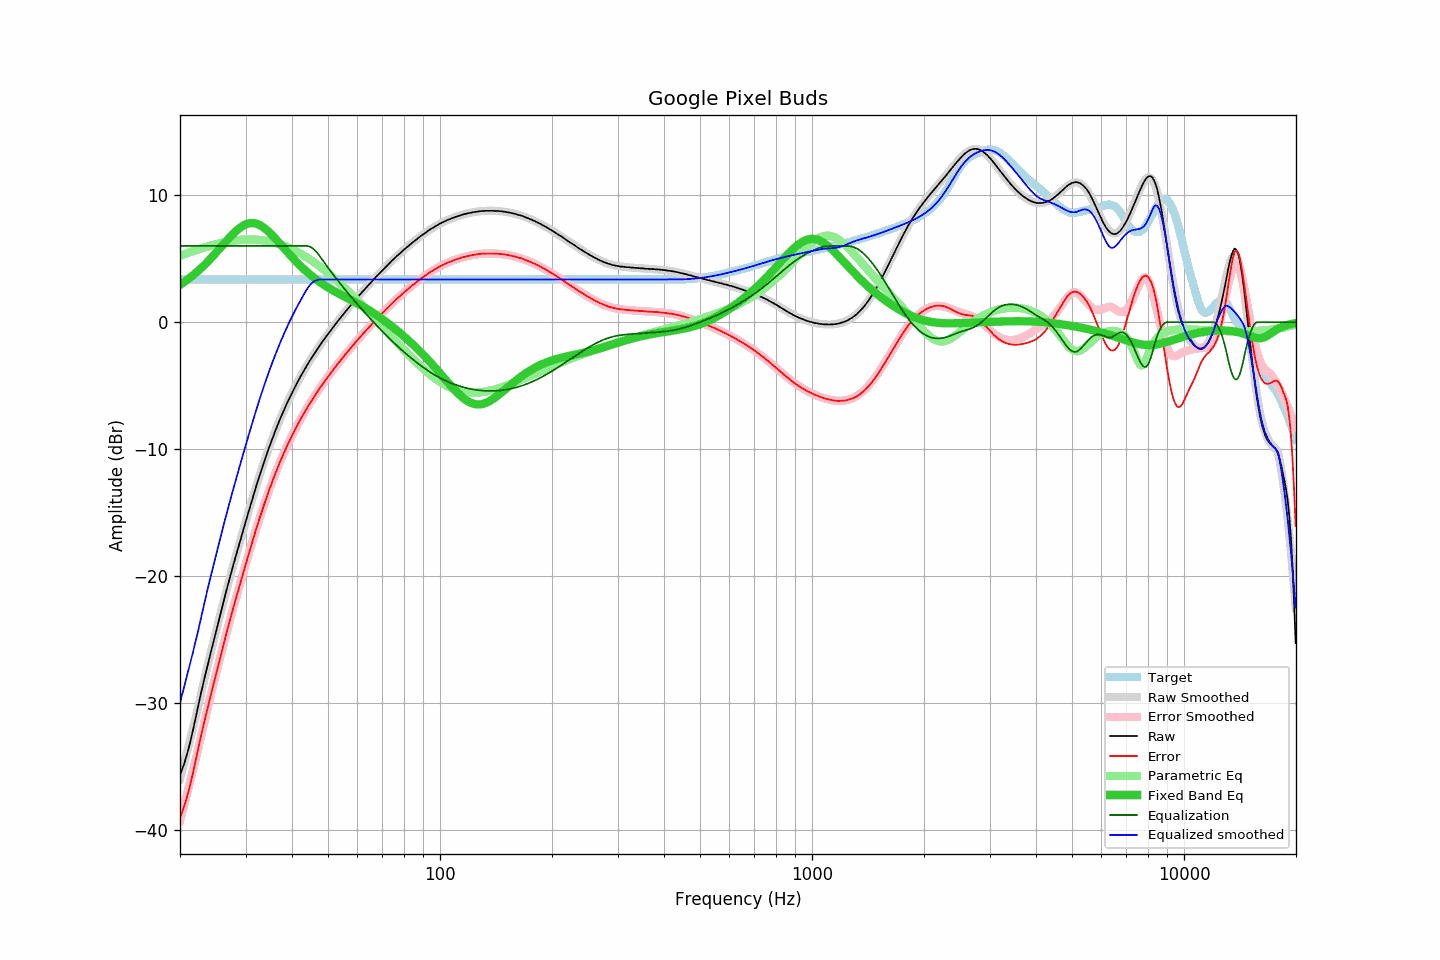 Google Pixel Buds
10
0
−10
−20
−30
−40
Amplitude (dBr)
100
1000
10000
Frequency (Hz)
Target
Raw Smoothed
Error Smoothed
Raw
Error
Parametric Eq
Fixed Band Eq
Equalization
Equalized smoothed